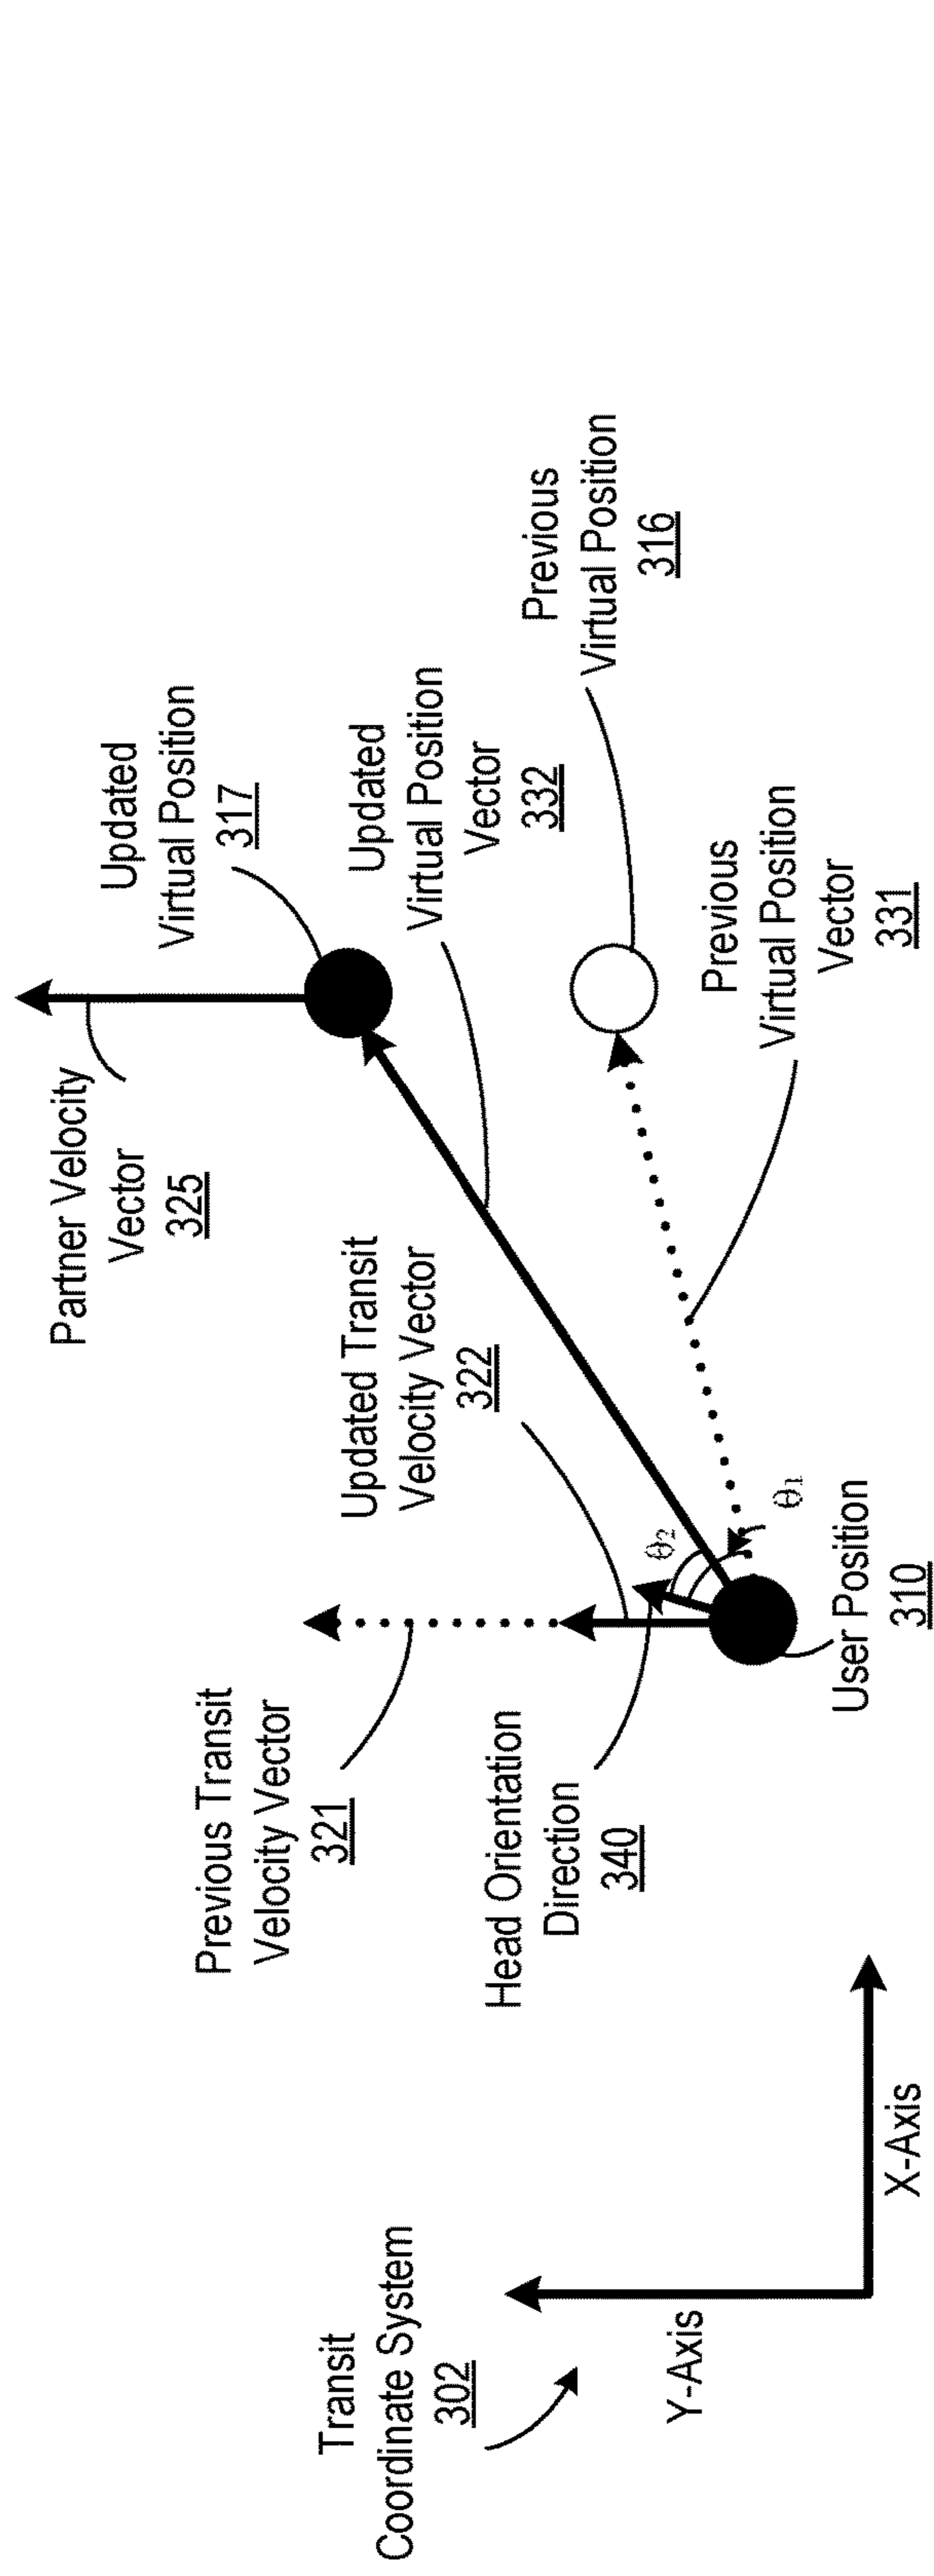 Transit
Coordinate System
302
Y-Axis
X-Axis
Previous Transit
Velocity Vector
321
Head Orientation
Direction
340
User Position
310
Updated Transit
Velocity Vector
322
θ2
θ1
Partner Velocity
Vector
325
Updated
Virtual Position
317
Updated
Virtual Position
Vector
332
Previous
Virtual Position
Vector
331
Previous
Virtual Position
316